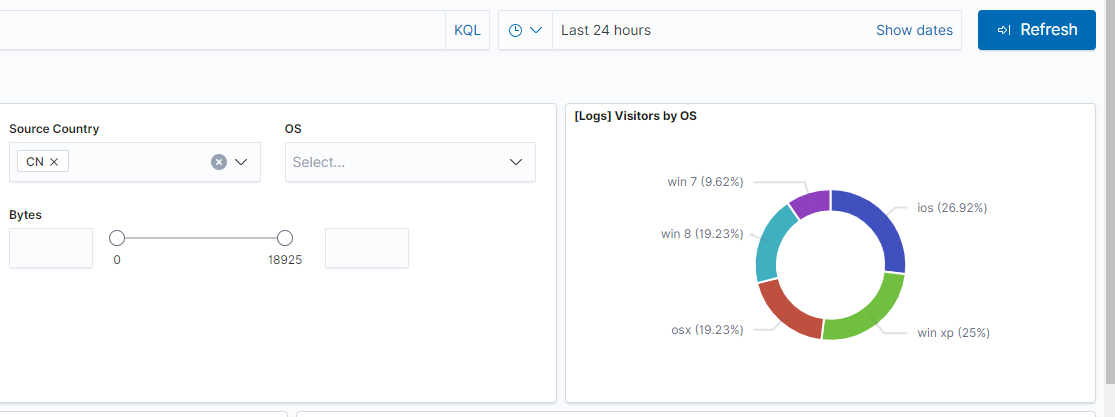 KQL
Last 24 hours
Show dates
Refresh
Source Country
OS
CN
Select...
Bytes
0
18925
[Logs] Visitors by OS
win 7 (9.62%)
ios (26.92%)
win 8 (19.23%)
osx (19.23%)
win xp (25%)